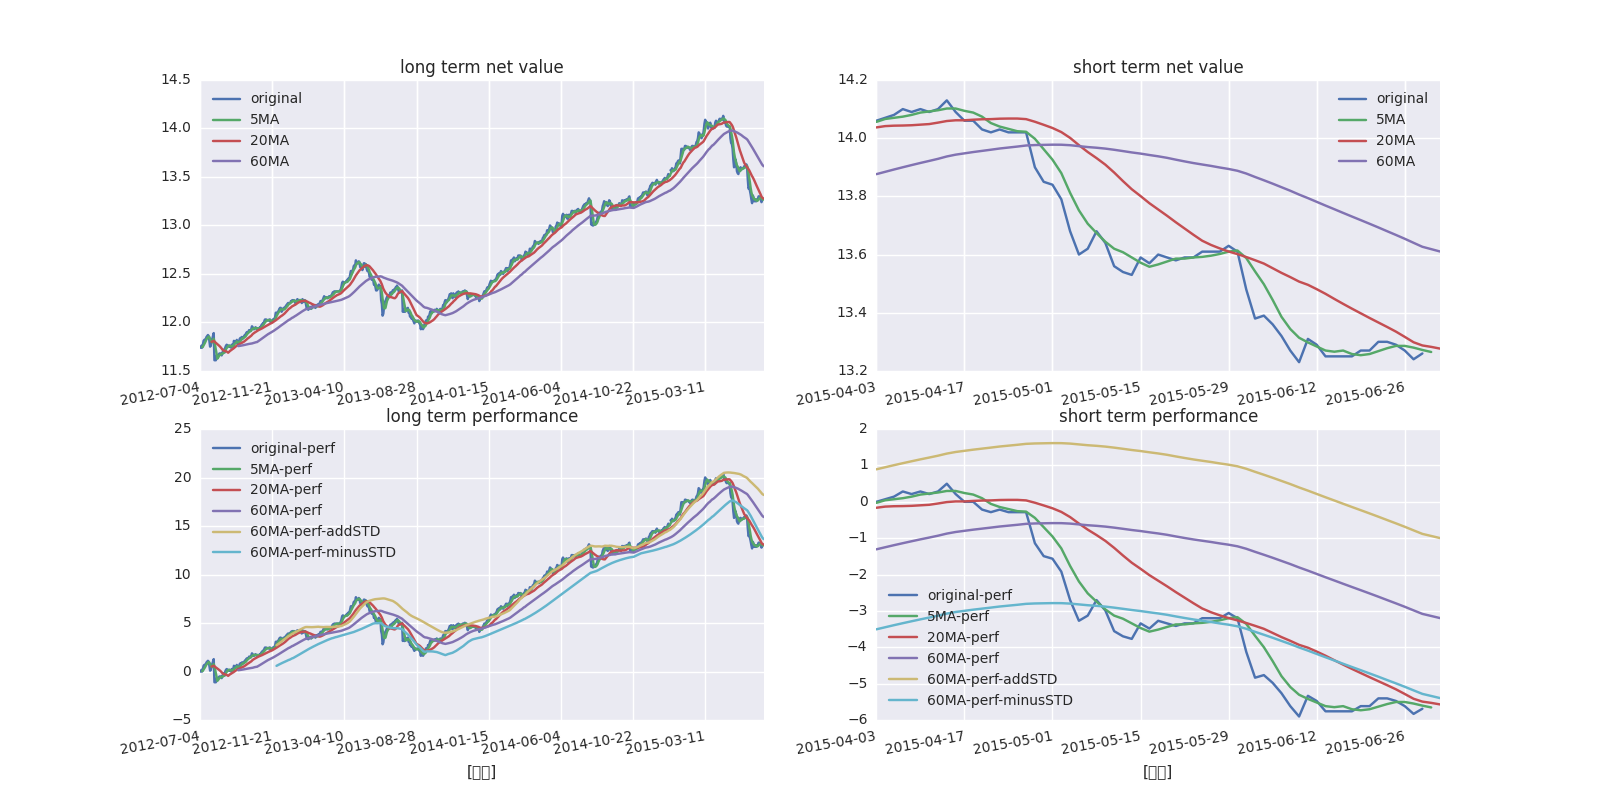 long term net value
14.5
14.0
13.5
13.0
12.5
12.0
11.5
original
5MA
20MA
60MA
2012-07-04
2012-11-21
2013-04-10
2013-08-28
2014-01-15
2014-06-04
2014-10-22
2015-03-11
short term net value
14.2
14.0
13.8
13.6
13.4
13.2
original
5MA
20MA
60MA
2015-04-03
2015-04-17
2015-05-01
2015-05-15
2015-05-29
2015-06-12
2015-06-26
long term performance
25
20
15
10
5
0
−5
original-perf
5MA-perf
20MA-perf
60MA-perf
60MA-perf-addSTD
60MA-perf-minusSTD
2012-07-04
2012-11-21
2013-04-10
2013-08-28
2014-01-15
2014-06-04
2014-10-22
2015-03-11
short term performance
2
1
0
−1
−2
−3
−4
−5
−6
original-perf
5MA-perf
20MA-perf
60MA-perf
60MA-perf-addSTD
60MA-perf-minusSTD
2015-04-03
2015-04-17
2015-05-01
2015-05-15
2015-05-29
2015-06-12
2015-06-26